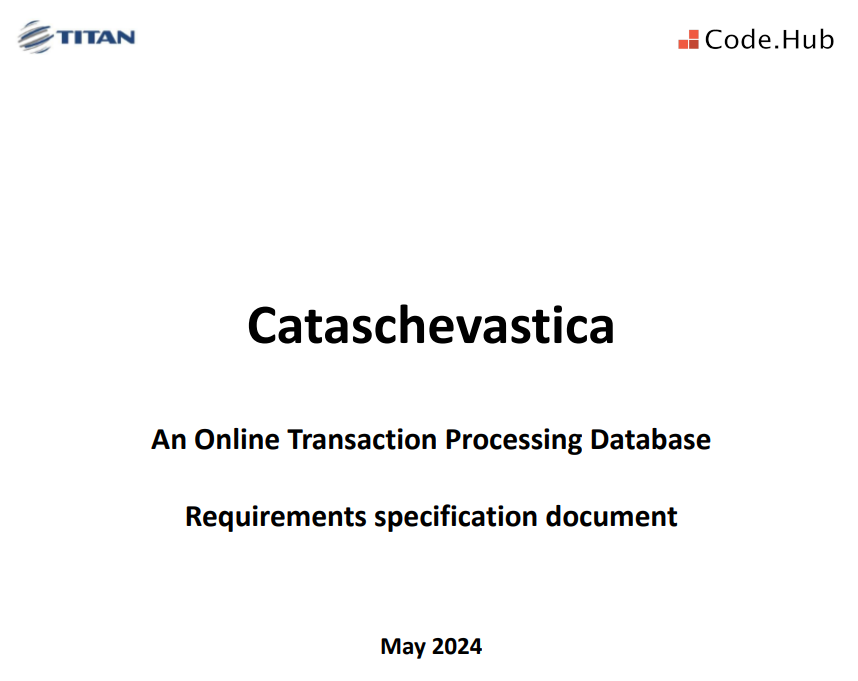 TITAN
Code.Hub
Cataschevastica
An Online Transaction Processing Database
Requirements specification document
May 2024